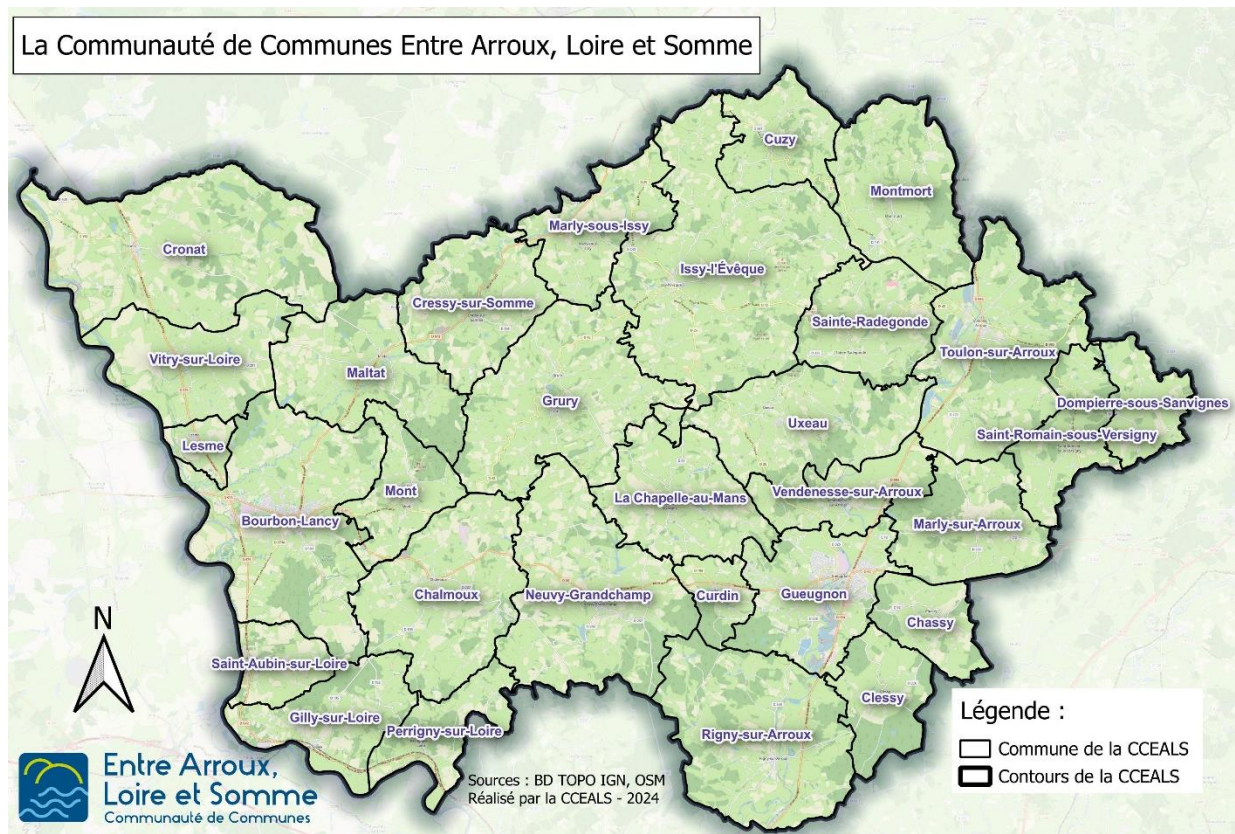 La Communauté de Communes Entre Arroux, Loire et Somme
Cuzy
Montmort
Marly-sous-Issy
Cronat
Issy-l'Évêque
Cressy-sur-Somme
Sainte-Radegonde
Toulon-sur-Arroux
Vitry-sur-Loire
Maltat
Grury
Dompierre-sous-Sanvignes
Uxeau
Saint-Romain-sous-Versigny
Lesme
Mont
La Chapelle-au-Mans
Vendenesse-sur-Arroux
Bourbon-Lancy
Marly-sur-Arroux
Chalmoux
Neuvy-Grandchamp
Curdin
Gueugnon
Chassy
N
Saint-Aubin-sur-Loire
Clessy
Gilly-sur-Loire
Perrigny-sur-Loire
Rigny-sur-Arroux
Légende :
Commune de la CCEALS
Contours de la CCEALS
Entre Arroux,
Loire et Somme
Communauté de Communes
Sources : BD TOPO IGN, OSM
Réalisé par la CCEALS - 2024